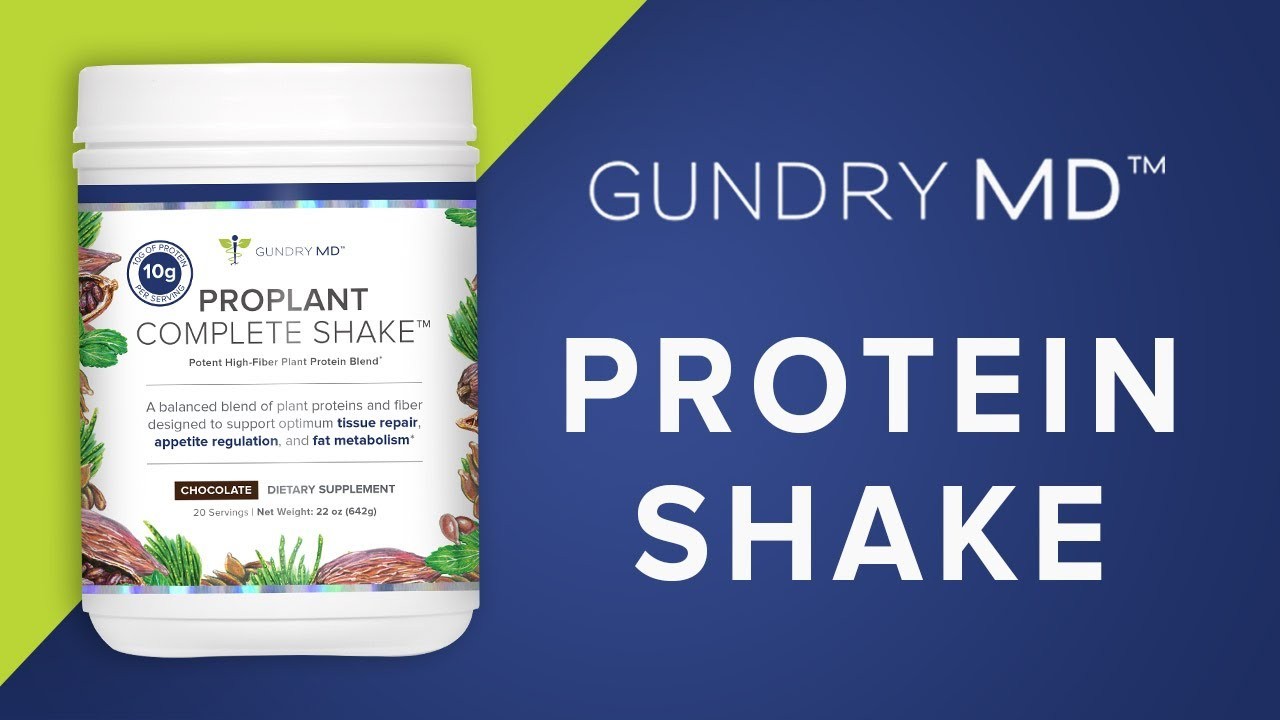 GUNDRY MD™
10G OF PROTEIN
10g
PER SERVING
PROPLANT
COMPLETE SHAKE™
Potent High-Fiber Plant Protein Blend*
A balanced blend of plant proteins and fiber
designed to support optimum tissue repair,
appetite regulation, and fat metabolism*
CHOCOLATE DIETARY SUPPLEMENT
20 Servings | Net Weight: 22 oz (642g)
GUNDRY MD™
PROTEIN
SHAKE